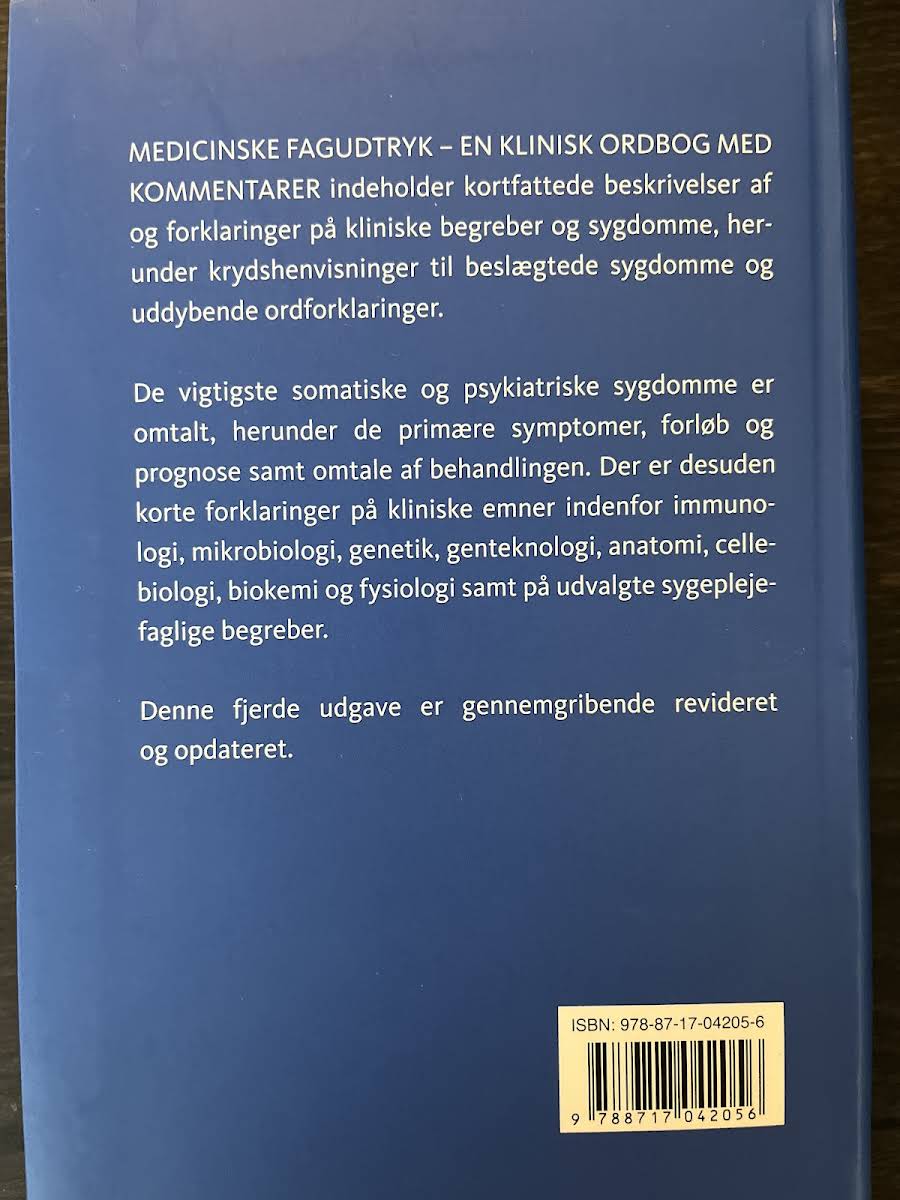 MEDICINSKE FAGUDTRYK – EN KLINISK ORDBOG MED
KOMMENTARER indeholder kortfattede beskrivelser af
og forklaringer på kliniske begreber og sygdomme, her-
under krydshenvisninger til beslægtede sygdomme og
uddybende ordforklaringer.
De vigtigste somatiske og psykiatriske sygdomme er
omtalt, herunder de primære symptomer, forløb og
prognose samt omtale af behandlingen. Der er desuden
korte forklaringer på kliniske emner indenfor immuno-
logi, mikrobiologi, genetik, genteknologi, anatomi, celle-
biologi, biokemi og fysiologi samt på udvalgte sygepleje-
faglige begreber.
Denne fjerde udgave er gennemgribende revideret
og opdateret.
ISBN: 978-87-17-04205-6
9 788717 042056